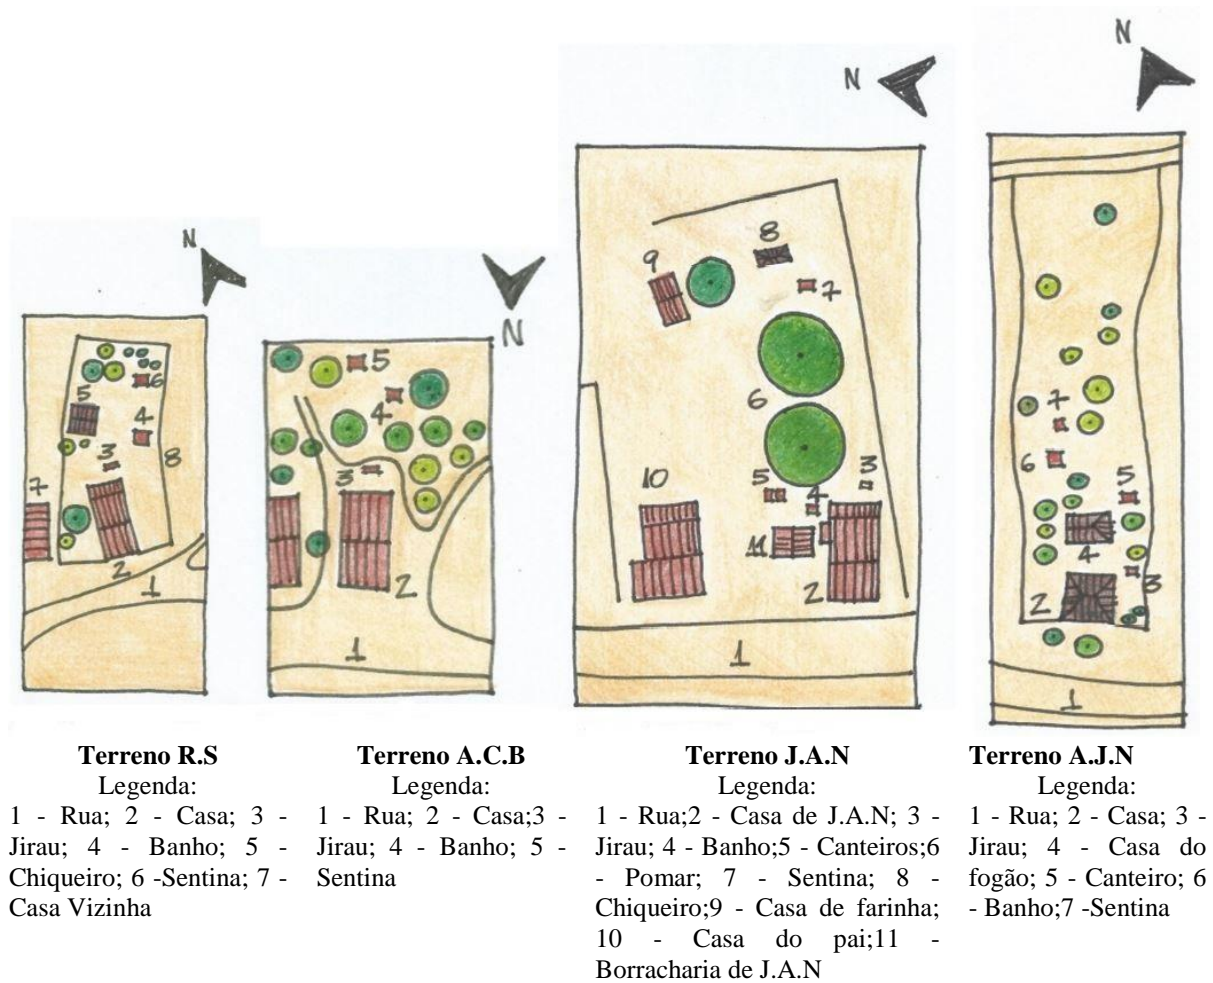 N
5
6
4
3
8
7
2
1
N
5
4
3
2
1
N
8
9
7
6
10
5
3
4
11
2
1
N
7
6
5
4
3
2
1
Terreno R.S
Legenda:
1 - Rua; 2 - Casa; 3 -
Jirau; 4 - Banho; 5 -
Chiqueiro; 6 -Sentina; 7 -
Casa Vizinha
Terreno A.C.B
Legenda:
1 - Rua; 2 - Casa;3 -
Jirau; 4 - Banho; 5 -
Sentina
Terreno J.A.N
Legenda:
1 - Rua;2 - Casa de J.A.N; 3 -
Jirau; 4 - Banho;5 - Canteiros;6
- Pomar; 7 - Sentina; 8 -
Chiqueiro;9 - Casa de farinha;
10 - Casa do pai;11 -
Borracharia de J.A.N
Terreno A.J.N
Legenda:
1 - Rua; 2 - Casa; 3 -
Jirau; 4 - Casa do
fogão; 5 - Canteiro; 6
- Banho;7 -Sentina